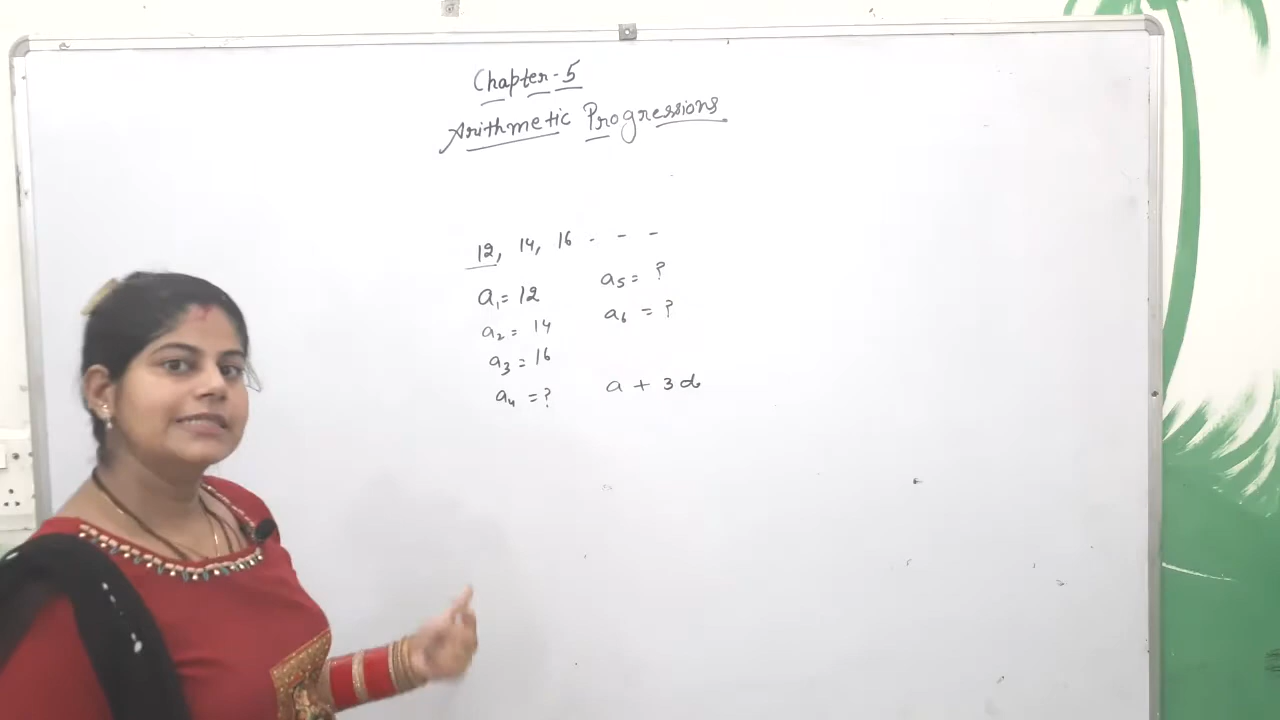 Chapter-5
Arithmetic Progressions
12, 14, 16 - - -
a₁= 12
a₅= ?
a₂= 14
a₆ = ?
a₃= 16
a₄ =?
a + 3d